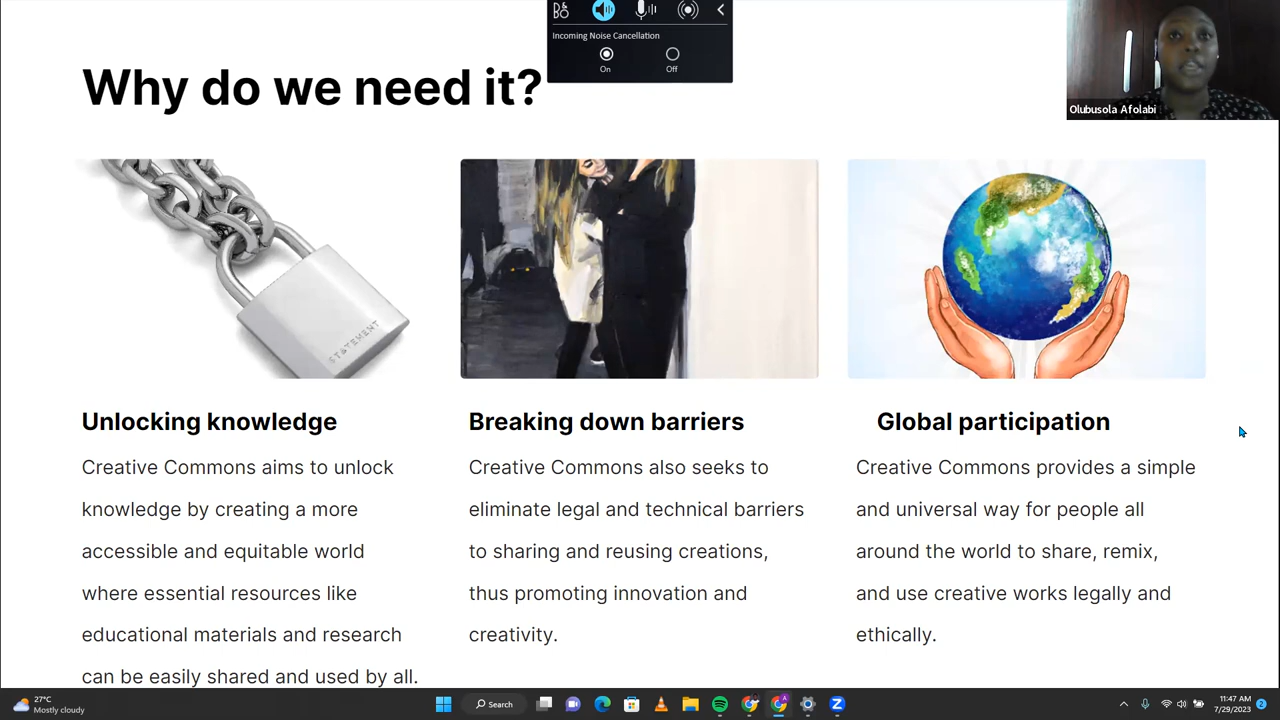 B&O
Incoming Noise Cancellation
On
Off
Why do we need it?
Olubusola Afolabi
STATEMENT
Unlocking knowledge
Creative Commons aims to unlock
knowledge by creating a more
accessible and equitable world
where essential resources like
educational materials and research
can be easily shared and used by all.
Breaking down barriers
Creative Commons also seeks to
eliminate legal and technical barriers
to sharing and reusing creations,
thus promoting innovation and
creativity.
Global participation
Creative Commons provides a simple
and universal way for people all
around the world to share, remix,
and use creative works legally and
ethically.
27°C
Mostly cloudy
Search
11:47 AM
7/29/2023
2